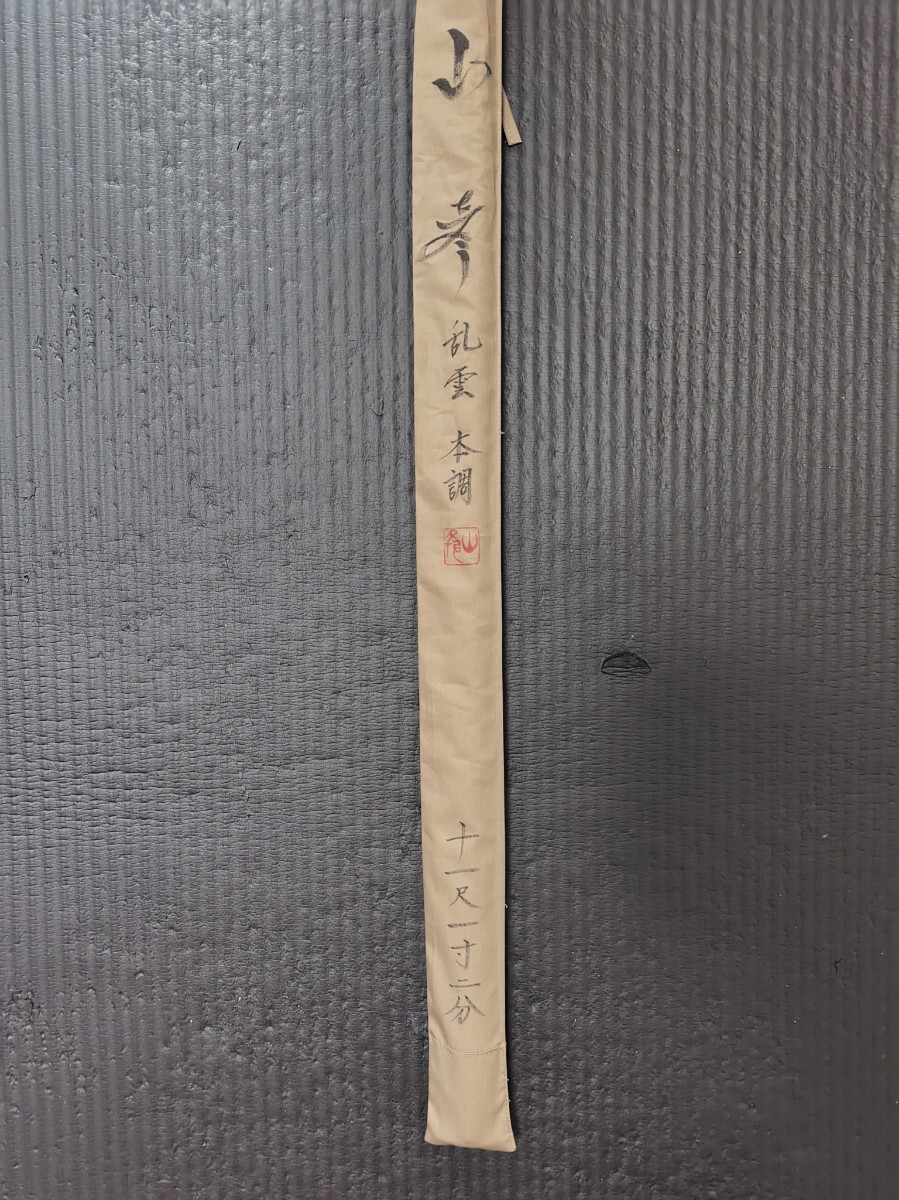 山彦
乱雲 本調
十一尺一寸二分